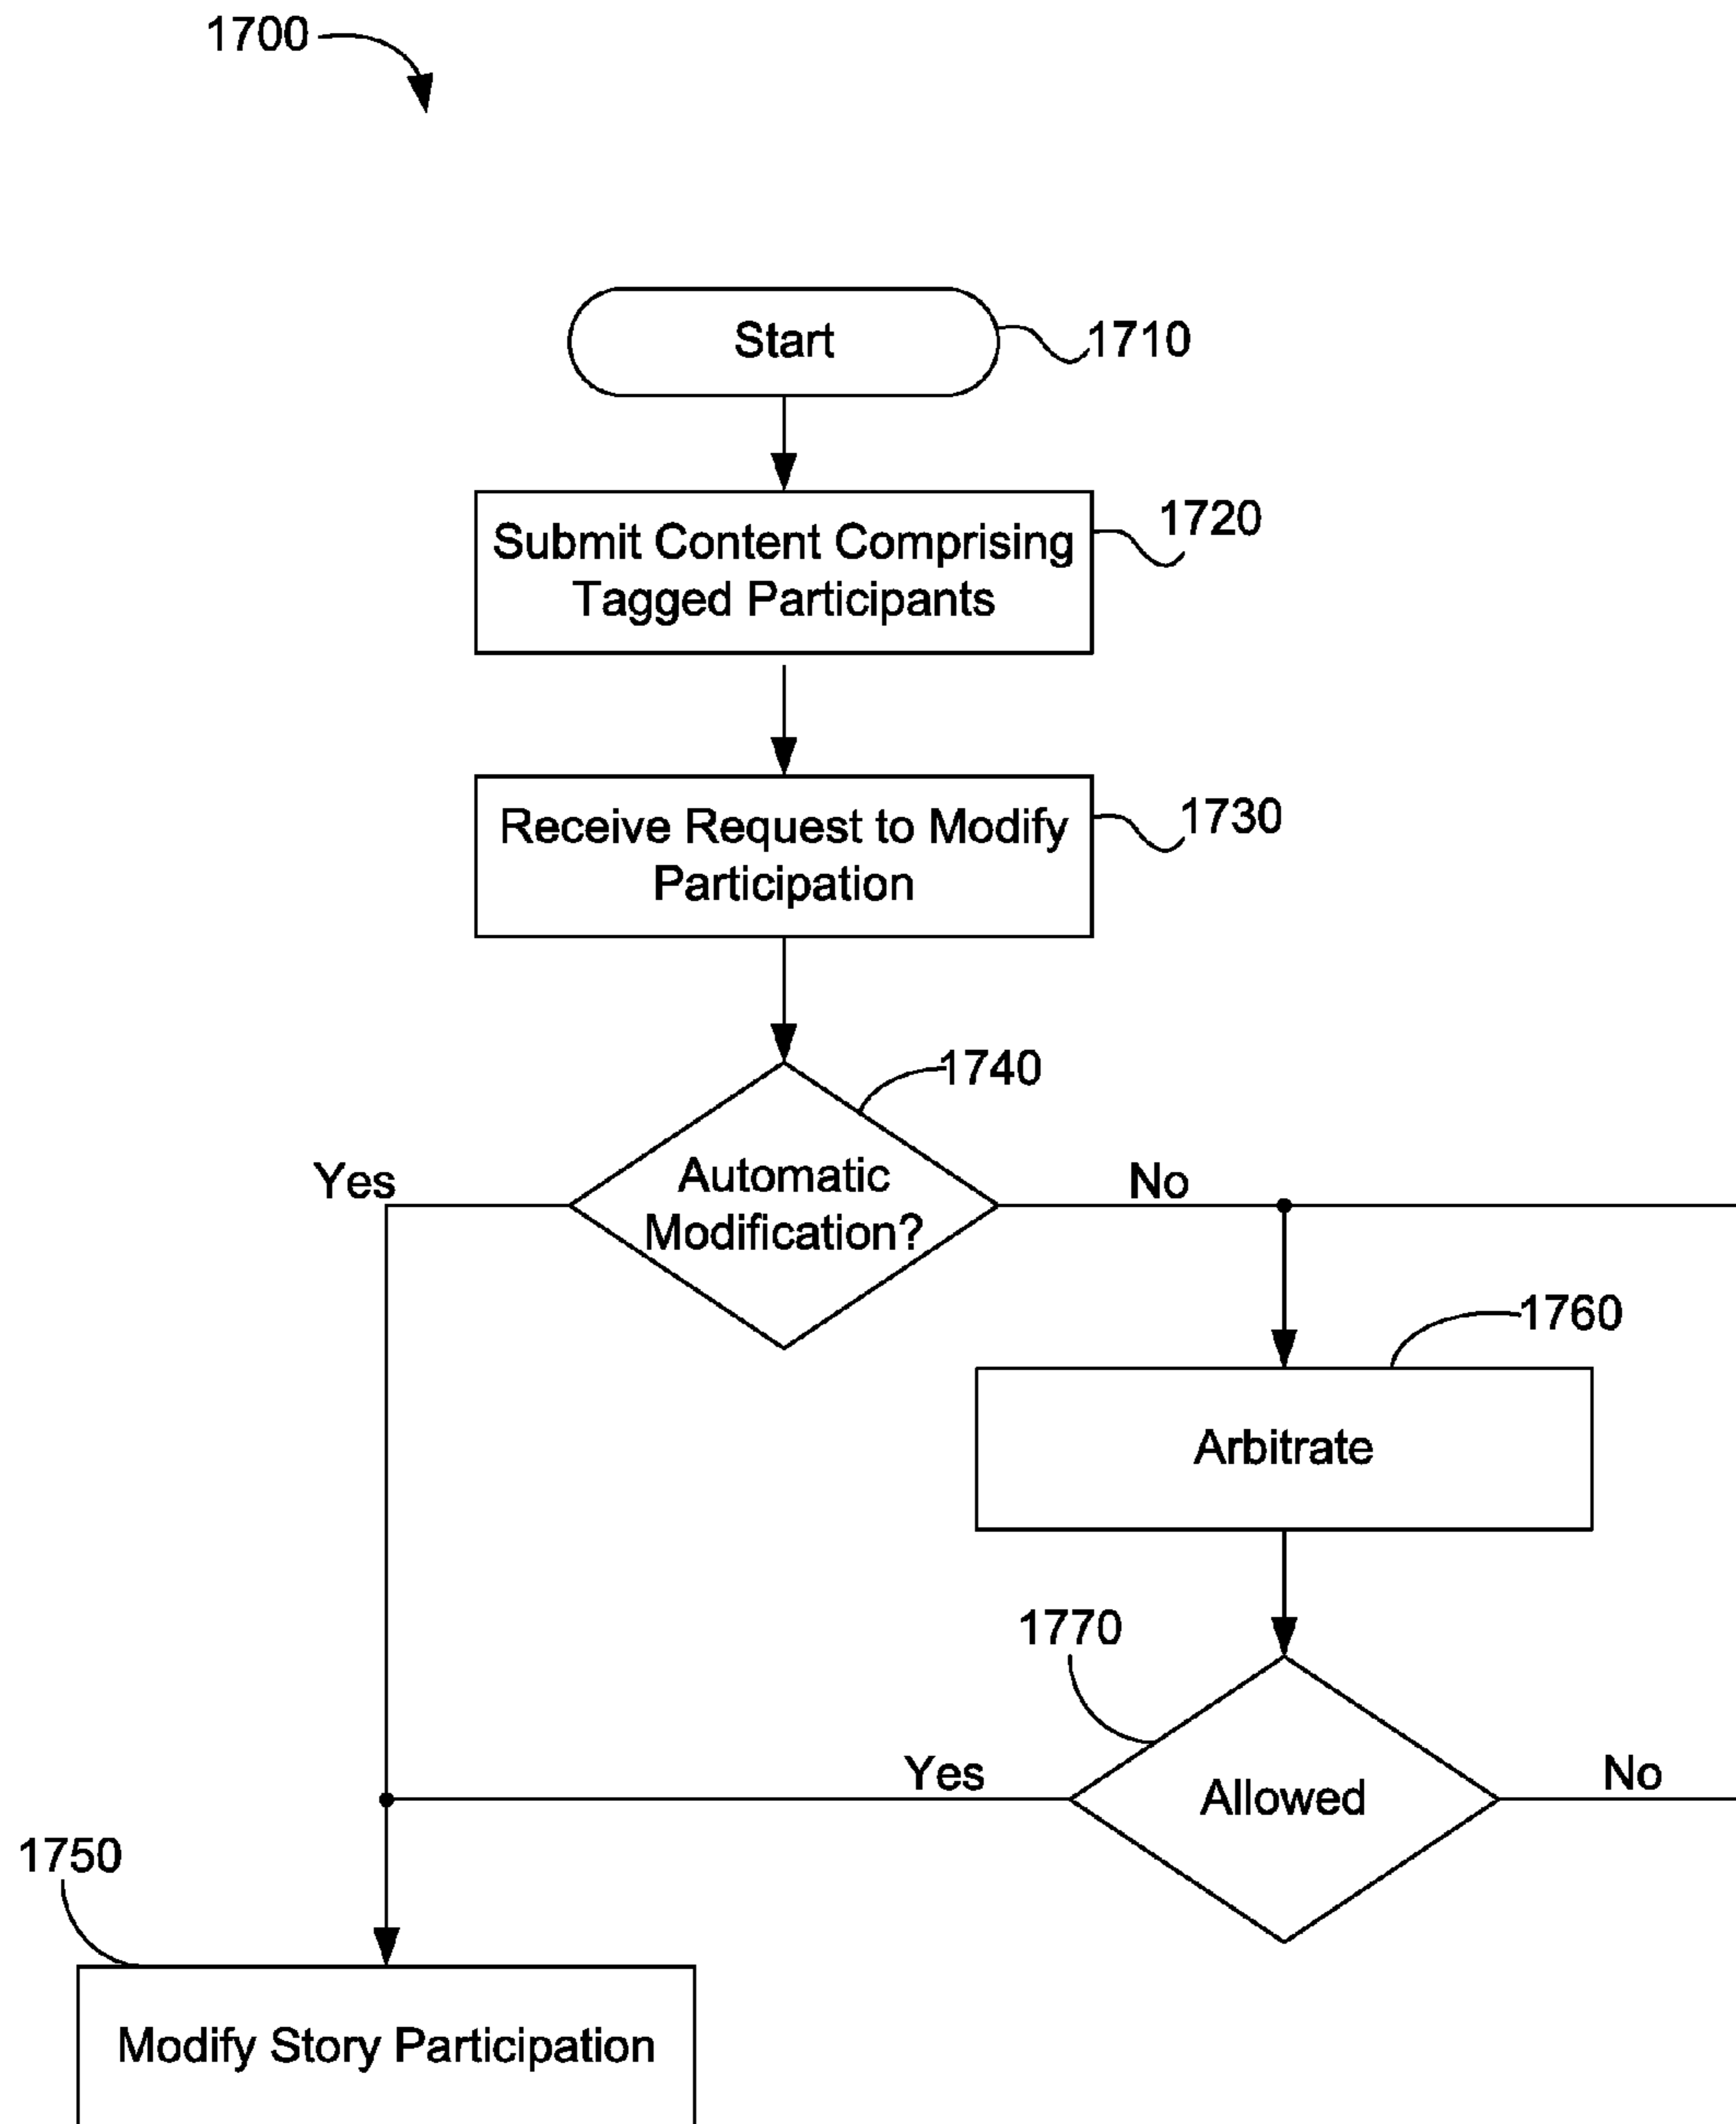 1700
Start
1710
Submit Content Comprising
Tagged Participants
1720
Receive Request to Modify
Participation
1730
1740
Automatic
Modification?
Yes
No
1760
Arbitrate
1770
Allowed
Yes
No
1750
Modify Story Participation